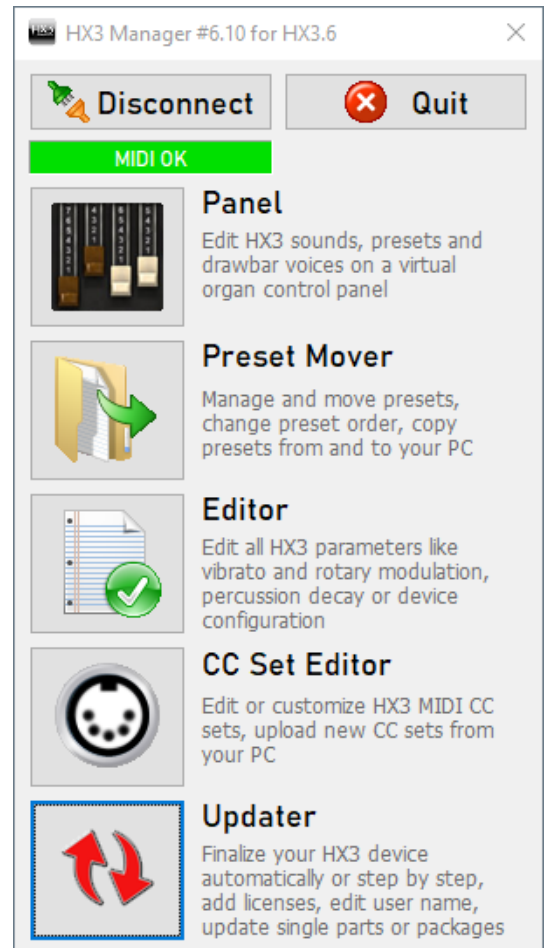 HX3 Manager #6.10 for HX3.6
Disconnect
Quit
MIDI OK
Panel
Edit HX3 sounds, presets and
drawbar voices on a virtual
organ control panel
Preset Mover
Manage and move presets,
change preset order, copy
presets from and to your PC
Editor
Edit all HX3 parameters like
vibrato and rotary modulation,
percussion decay or device
configuration
CC Set Editor
Edit or customize HX3 MIDI CC
sets, upload new CC sets from
your PC
Updater
Finalize your HX3 device
automatically or step by step,
add licenses, edit user name,
update single parts or packages